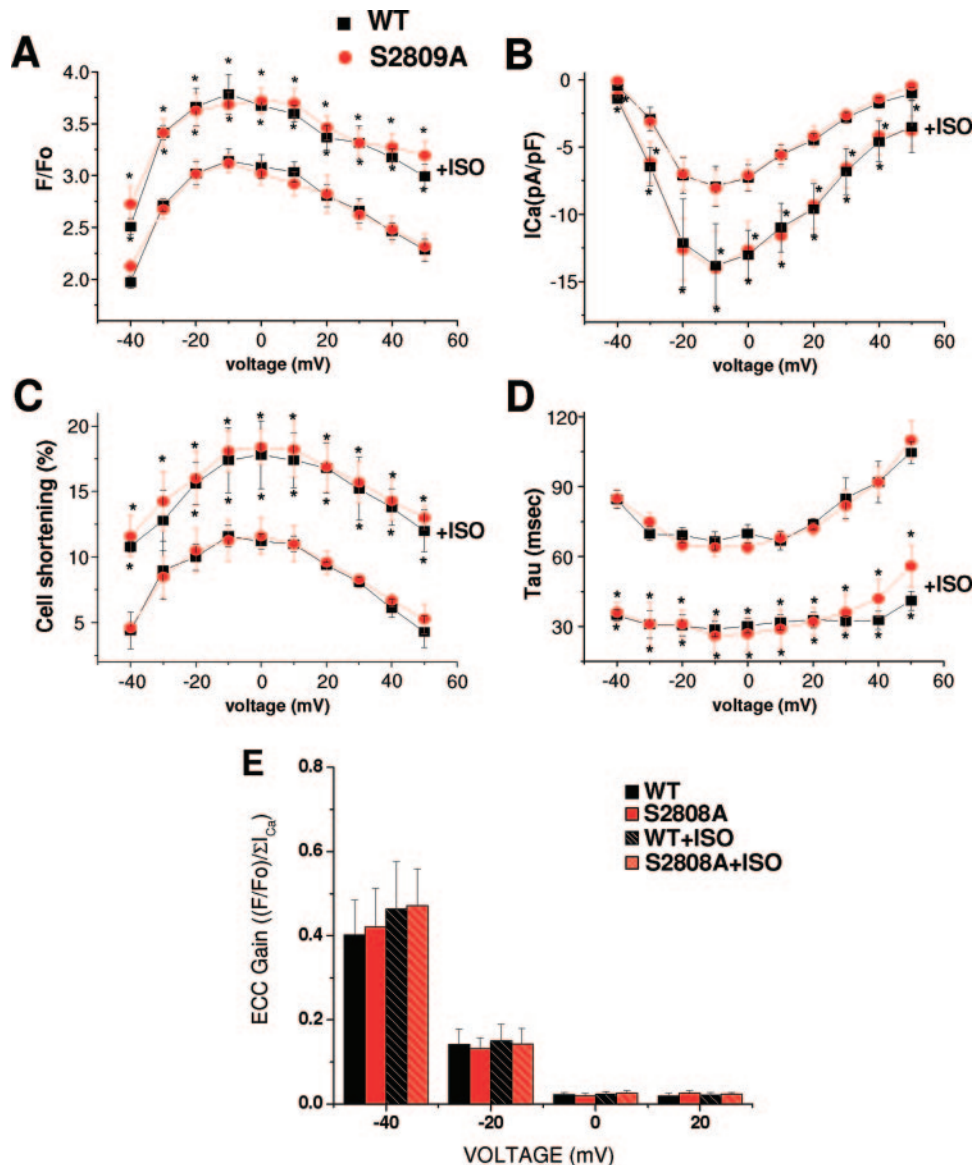 A
WT
S2809A
B
4.0
3.5
3.0
2.5
2.0
F/Fo
+ISO
-40 -20 0 20 40 60
voltage (mV)
0
-5
-10
-15
ICa(pA/pF)
+ISO
-40 -20 0 20 40 60
voltage (mV)
C
20
15
10
5
Cell shortening (%)
+ISO
-40 -20 0 20 40 60
voltage (mV)
D
120
90
60
30
Tau (msec)
+ISO
-40 -20 0 20 40 60
voltage (mV)
E
0.8
0.6
0.4
0.2
0.0
ECC Gain ((F/Fo)/ΣICa)
WT
S2808A
WT+ISO
S2808A+ISO
-40 -20 0 20
VOLTAGE (mV)